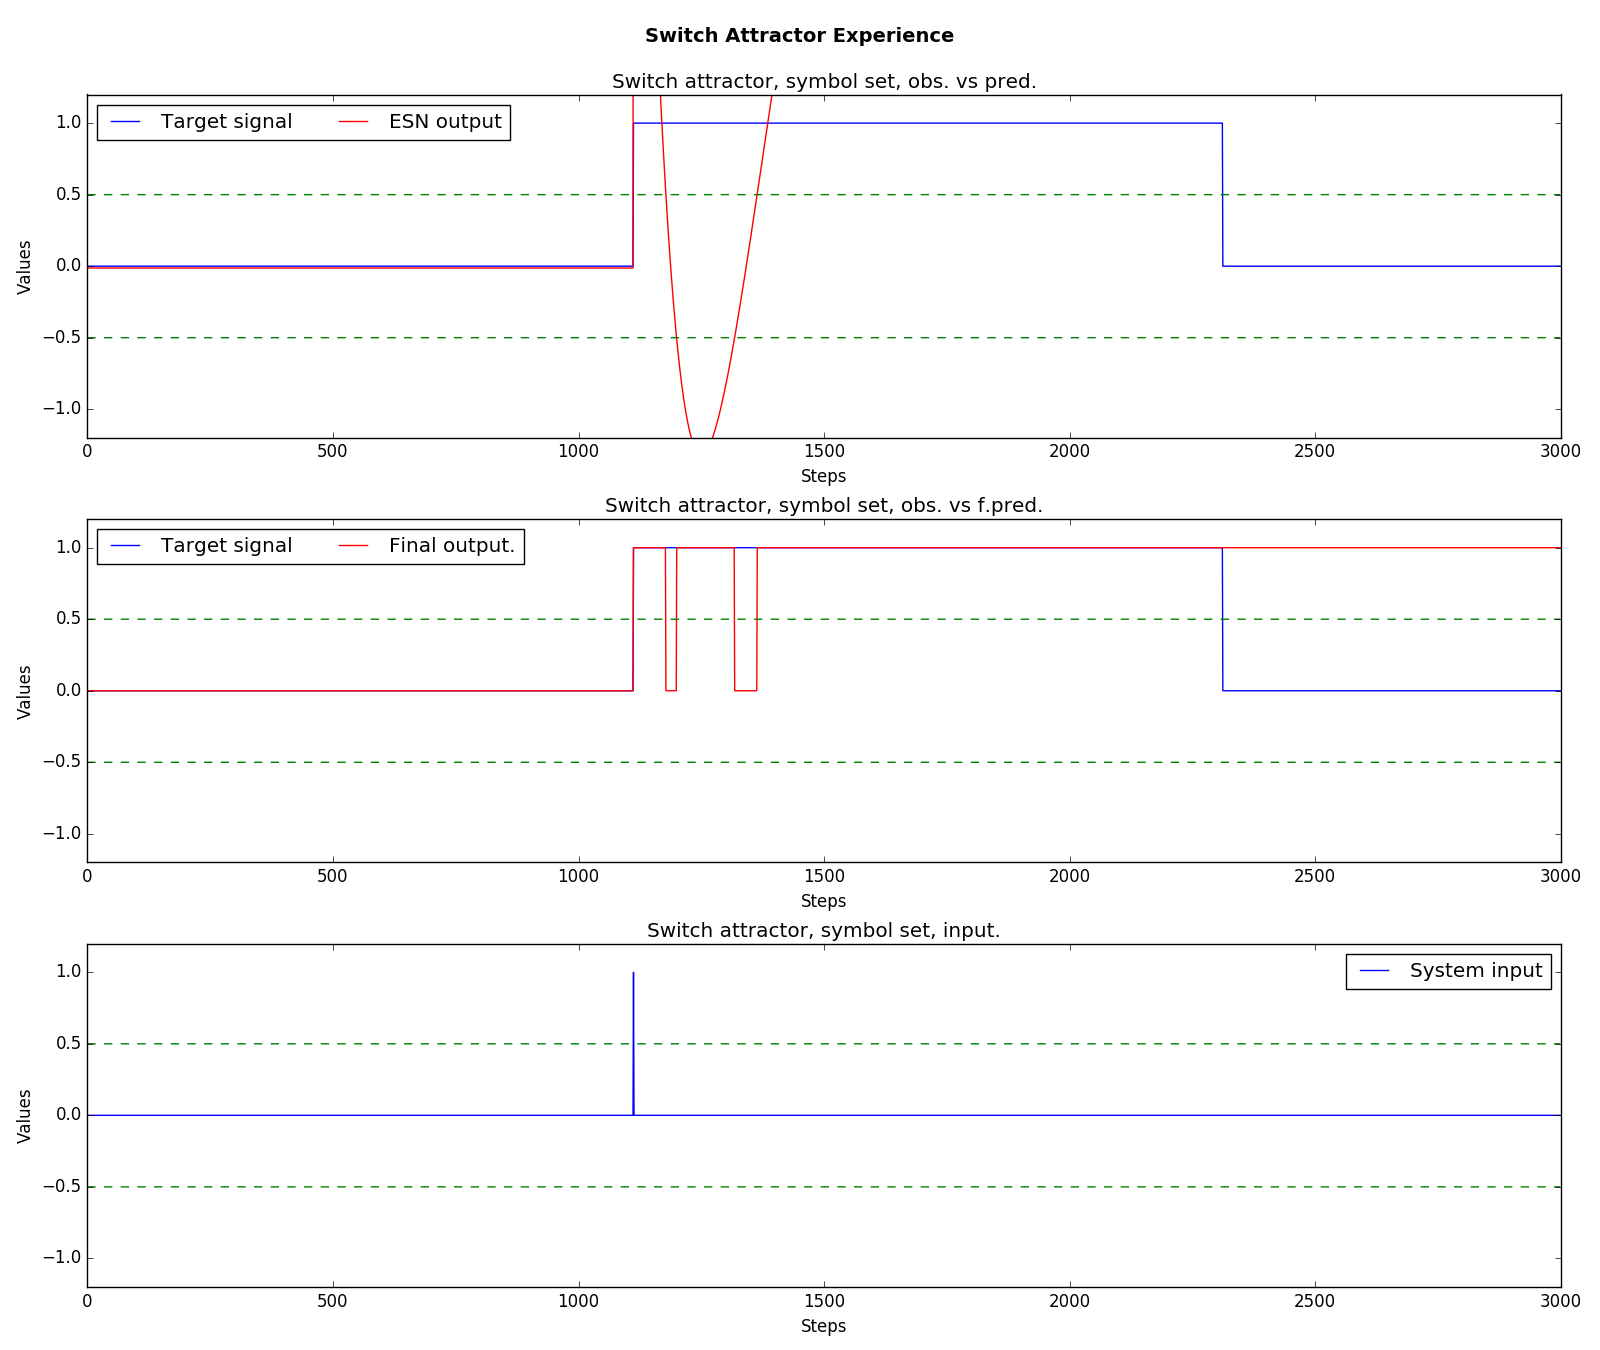 Switch Attractor Experience
Switch attractor, symbol set, obs. vs pred.
Target signal ESN output
1.0
0.5
0.0
−0.5
−1.0
Values
0 500 1000 1500 2000 2500 3000
Steps
Switch attractor, symbol set, obs. vs f.pred.
Target signal Final output.
1.0
0.5
0.0
−0.5
−1.0
Values
0 500 1000 1500 2000 2500 3000
Steps
Switch attractor, symbol set, input.
System input
1.0
0.5
0.0
−0.5
−1.0
Values
0 500 1000 1500 2000 2500 3000
Steps